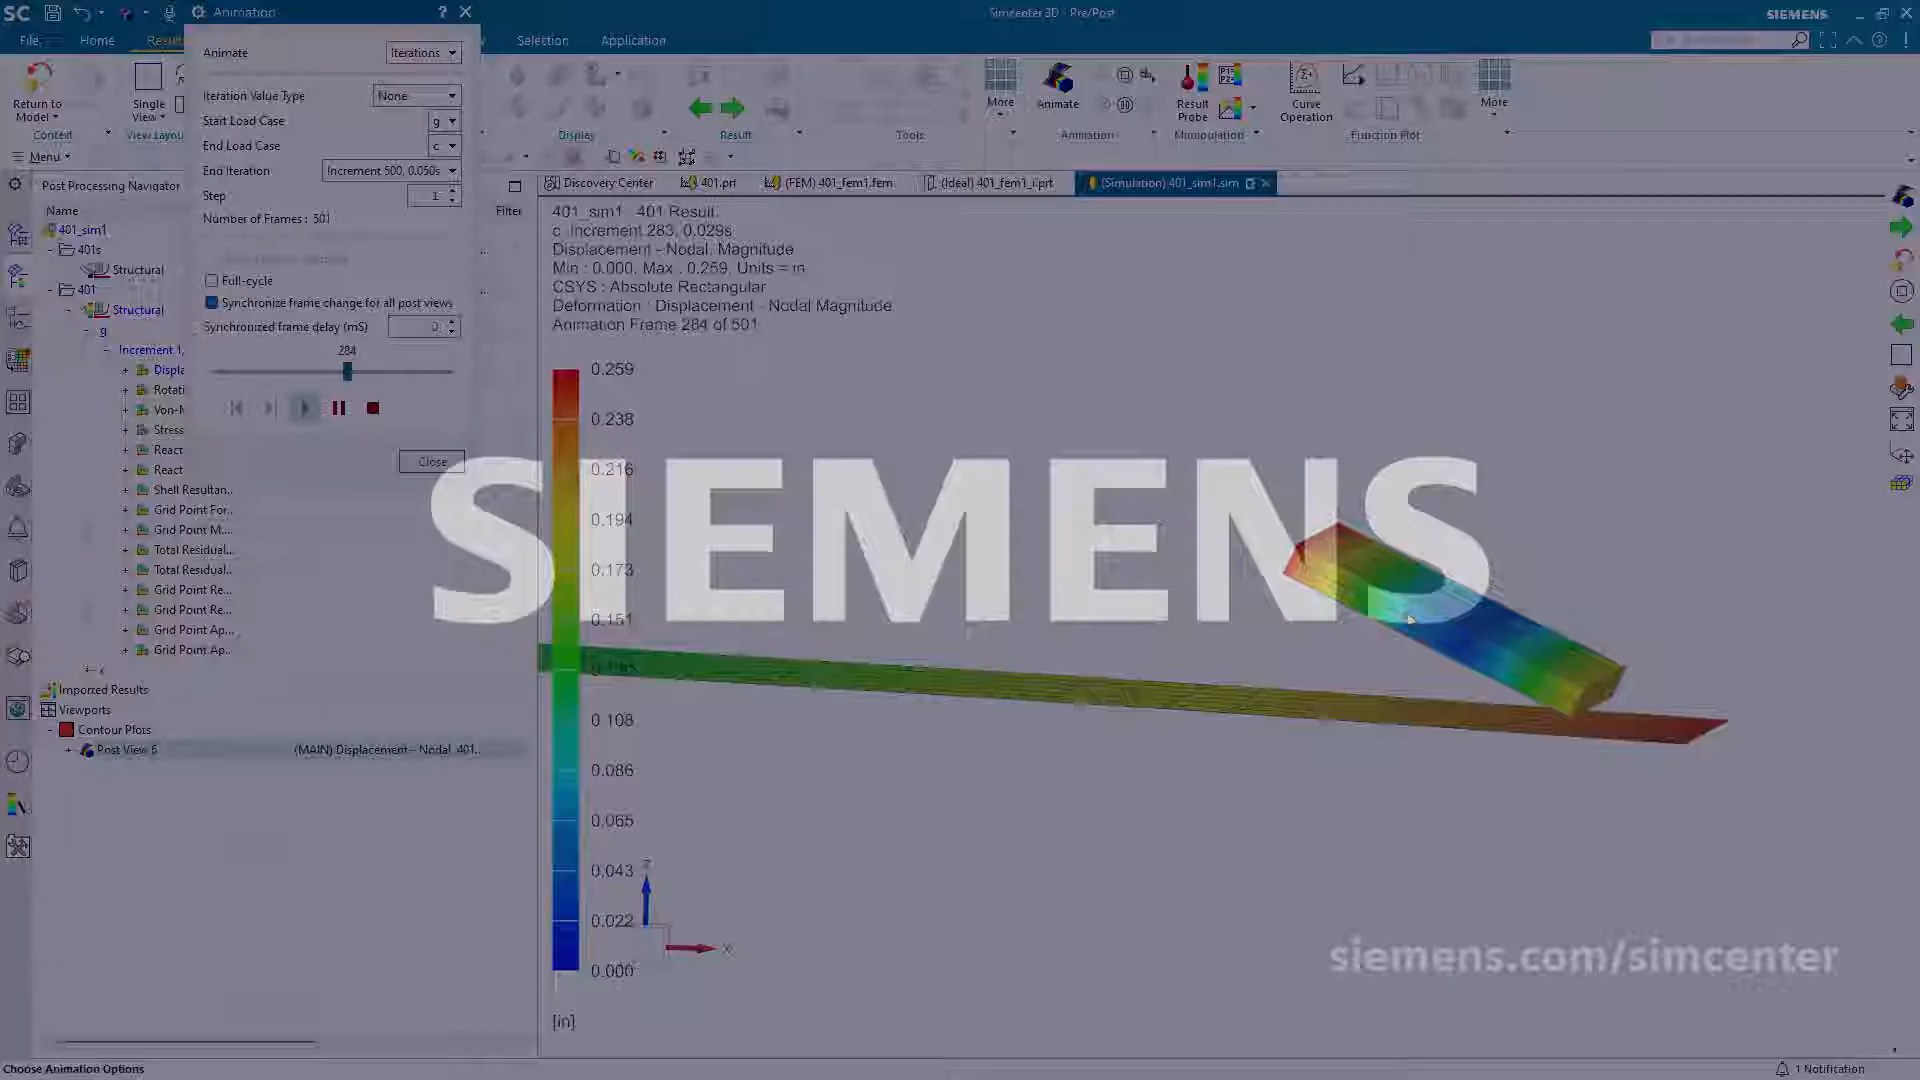 SC
Animation
Simcenter 3D - Pre/Post
SIEMENS
File
Home
Selection
Application
Animate
Iterations
Return to Model
Single View
Context
View Layou
Iteration Value Type
None
Start Load Case
g
End Load Case
c
End Iteration
Increment 500, 0.050s
Step
1
Number of Frames : 501
Full-cycle
Synchronize frame change for all post views
Synchronized frame delay (mS)
0
284
Close
Display
Result
Tools
More
Animate
Animation
Result Probe
Manipulation
Curve Operation
Function Plot
More
Menu
Post Processing Navigator
Name
Filter
401_sim1
401s
Structural
401
Structural
g
Increment 1,
Displa
Rotati
Von-M
Stress
React
React
Shell Resultan..
Grid Point For..
Grid Point M..
Total Residual...
Total Residual..
Grid Point Re...
Grid Point Re...
Grid Point Ap...
Grid Point Ap..
c
Imported Results
Viewports
Contour Plots
Post View 6
(MAIN) Displacement - Nodal 401..
Discovery Center
401.prt
(FEM) 401_fem1.fem
(Ideal) 401_fem1_i.prt
(Simulation) 401_sim1.sim
401_sim1 : 401 Result
c Increment 283, 0.029s
Displacement - Nodal, Magnitude
Min : 0.000, Max : 0.259, Units = in
CSYS : Absolute Rectangular
Deformation : Displacement - Nodal Magnitude
Animation Frame 284 of 501
0.259
0.238
0.216
0.194
0.173
0.151
0.108
0.086
0.065
0.043
0.022
0.000
[in]
Z
X
SIEMENS
siemens.com/simcenter
Choose Animation Options
1 Notification